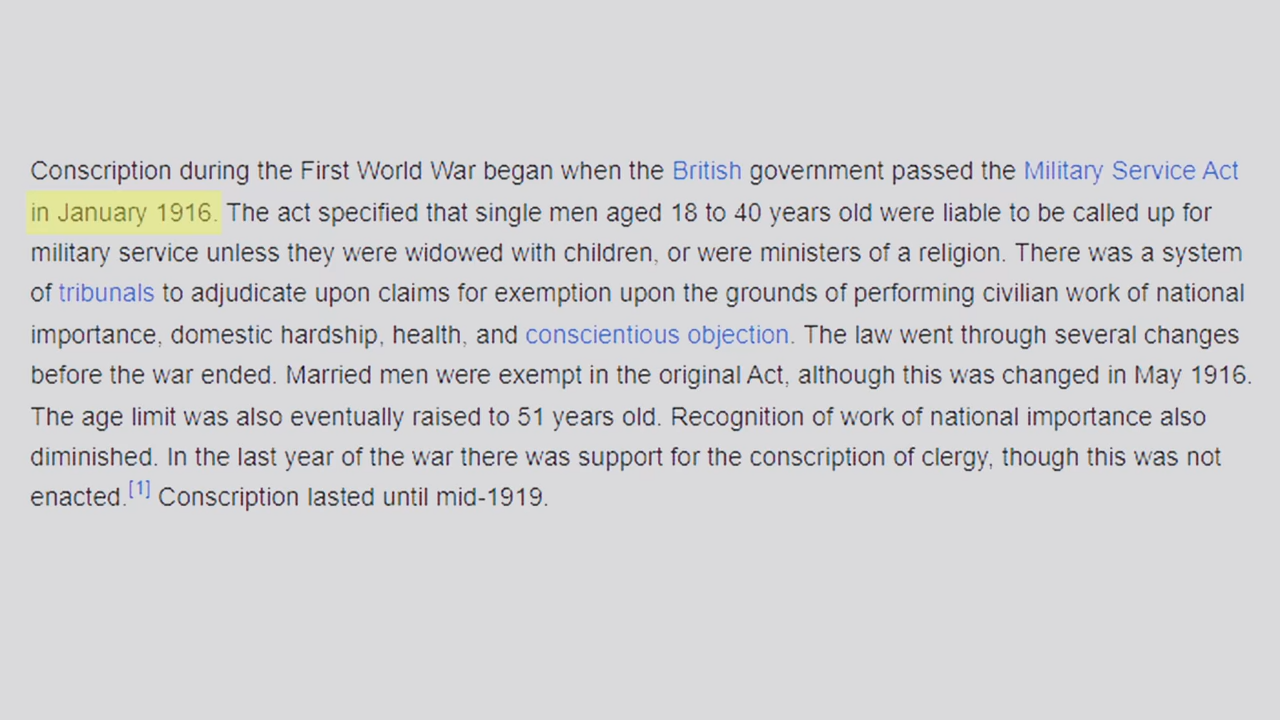 Conscription during the First World War began when the British government passed the Military Service Act
in January 1916. The act specified that single men aged 18 to 40 years old were liable to be called up for
military service unless they were widowed with children, or were ministers of a religion. There was a system
of tribunals to adjudicate upon claims for exemption upon the grounds of performing civilian work of national
importance, domestic hardship, health, and conscientious objection. The law went through several changes
before the war ended. Married men were exempt in the original Act, although this was changed in May 1916.
The age limit was also eventually raised to 51 years old. Recognition of work of national importance also
diminished. In the last year of the war there was support for the conscription of clergy, though this was not
enacted.[1] Conscription lasted until mid-1919.